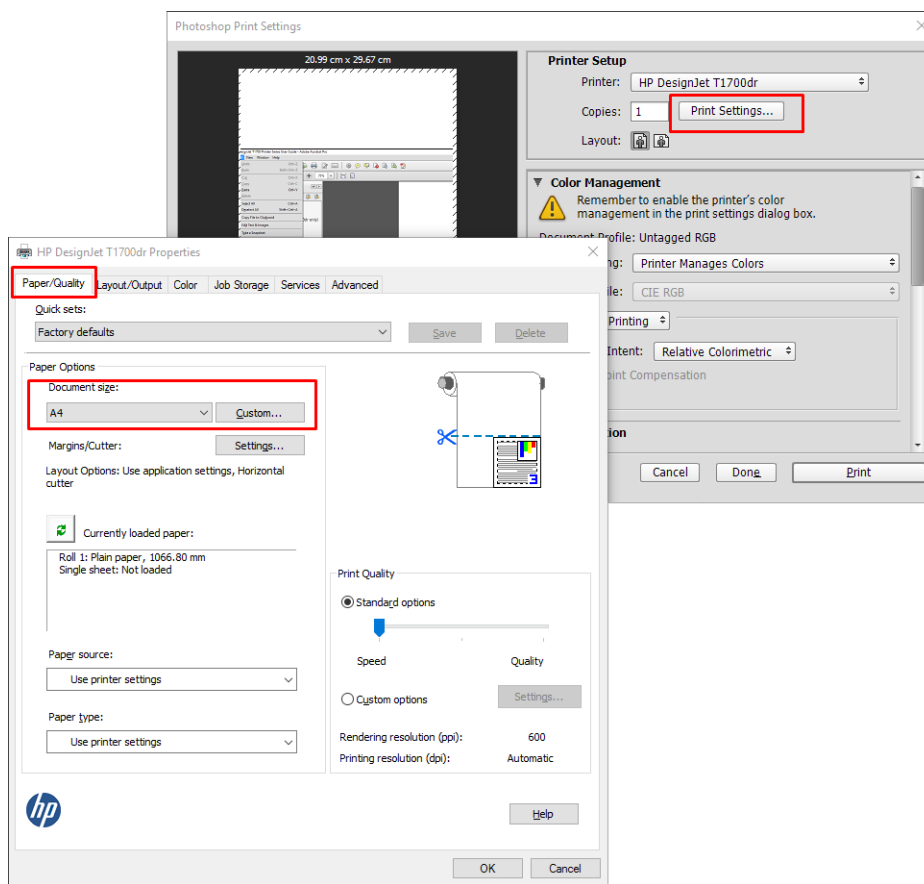 Photoshop Print Settings
20.99 cm x 29.67 cm
Printer Setup
Printer: HP DesignJet T1700dr
Copies: 1 Print Settings...
Layout:
Color Management
Remember to enable the printer's color
management in the print settings dialog box.
Document Profile: Untagged RGB
ng: Printer Manages Colors
ile: CIE RGB
Printing
Intent: Relative Colorimetric
oint Compensation
ion
Cancel Done Print
HP DesignJet T1700dr Properties
Paper/Quality Layout/Output Color Job Storage Services Advanced
Quick sets:
Factory defaults Save Delete
Paper Options
Document size:
A4 Custom...
Margins/Cutter: Settings...
Layout Options: Use application settings, Horizontal
cutter
Currently loaded paper:
Roll 1: Plain paper, 1066.80 mm
Single sheet: Not loaded
Paper source:
Use printer settings
Paper type:
Use printer settings
3
Print Quality
Standard options
Speed Quality
Custom options Settings...
Rendering resolution (ppi): 600
Printing resolution (dpi): Automatic
hp
Help
OK Cancel